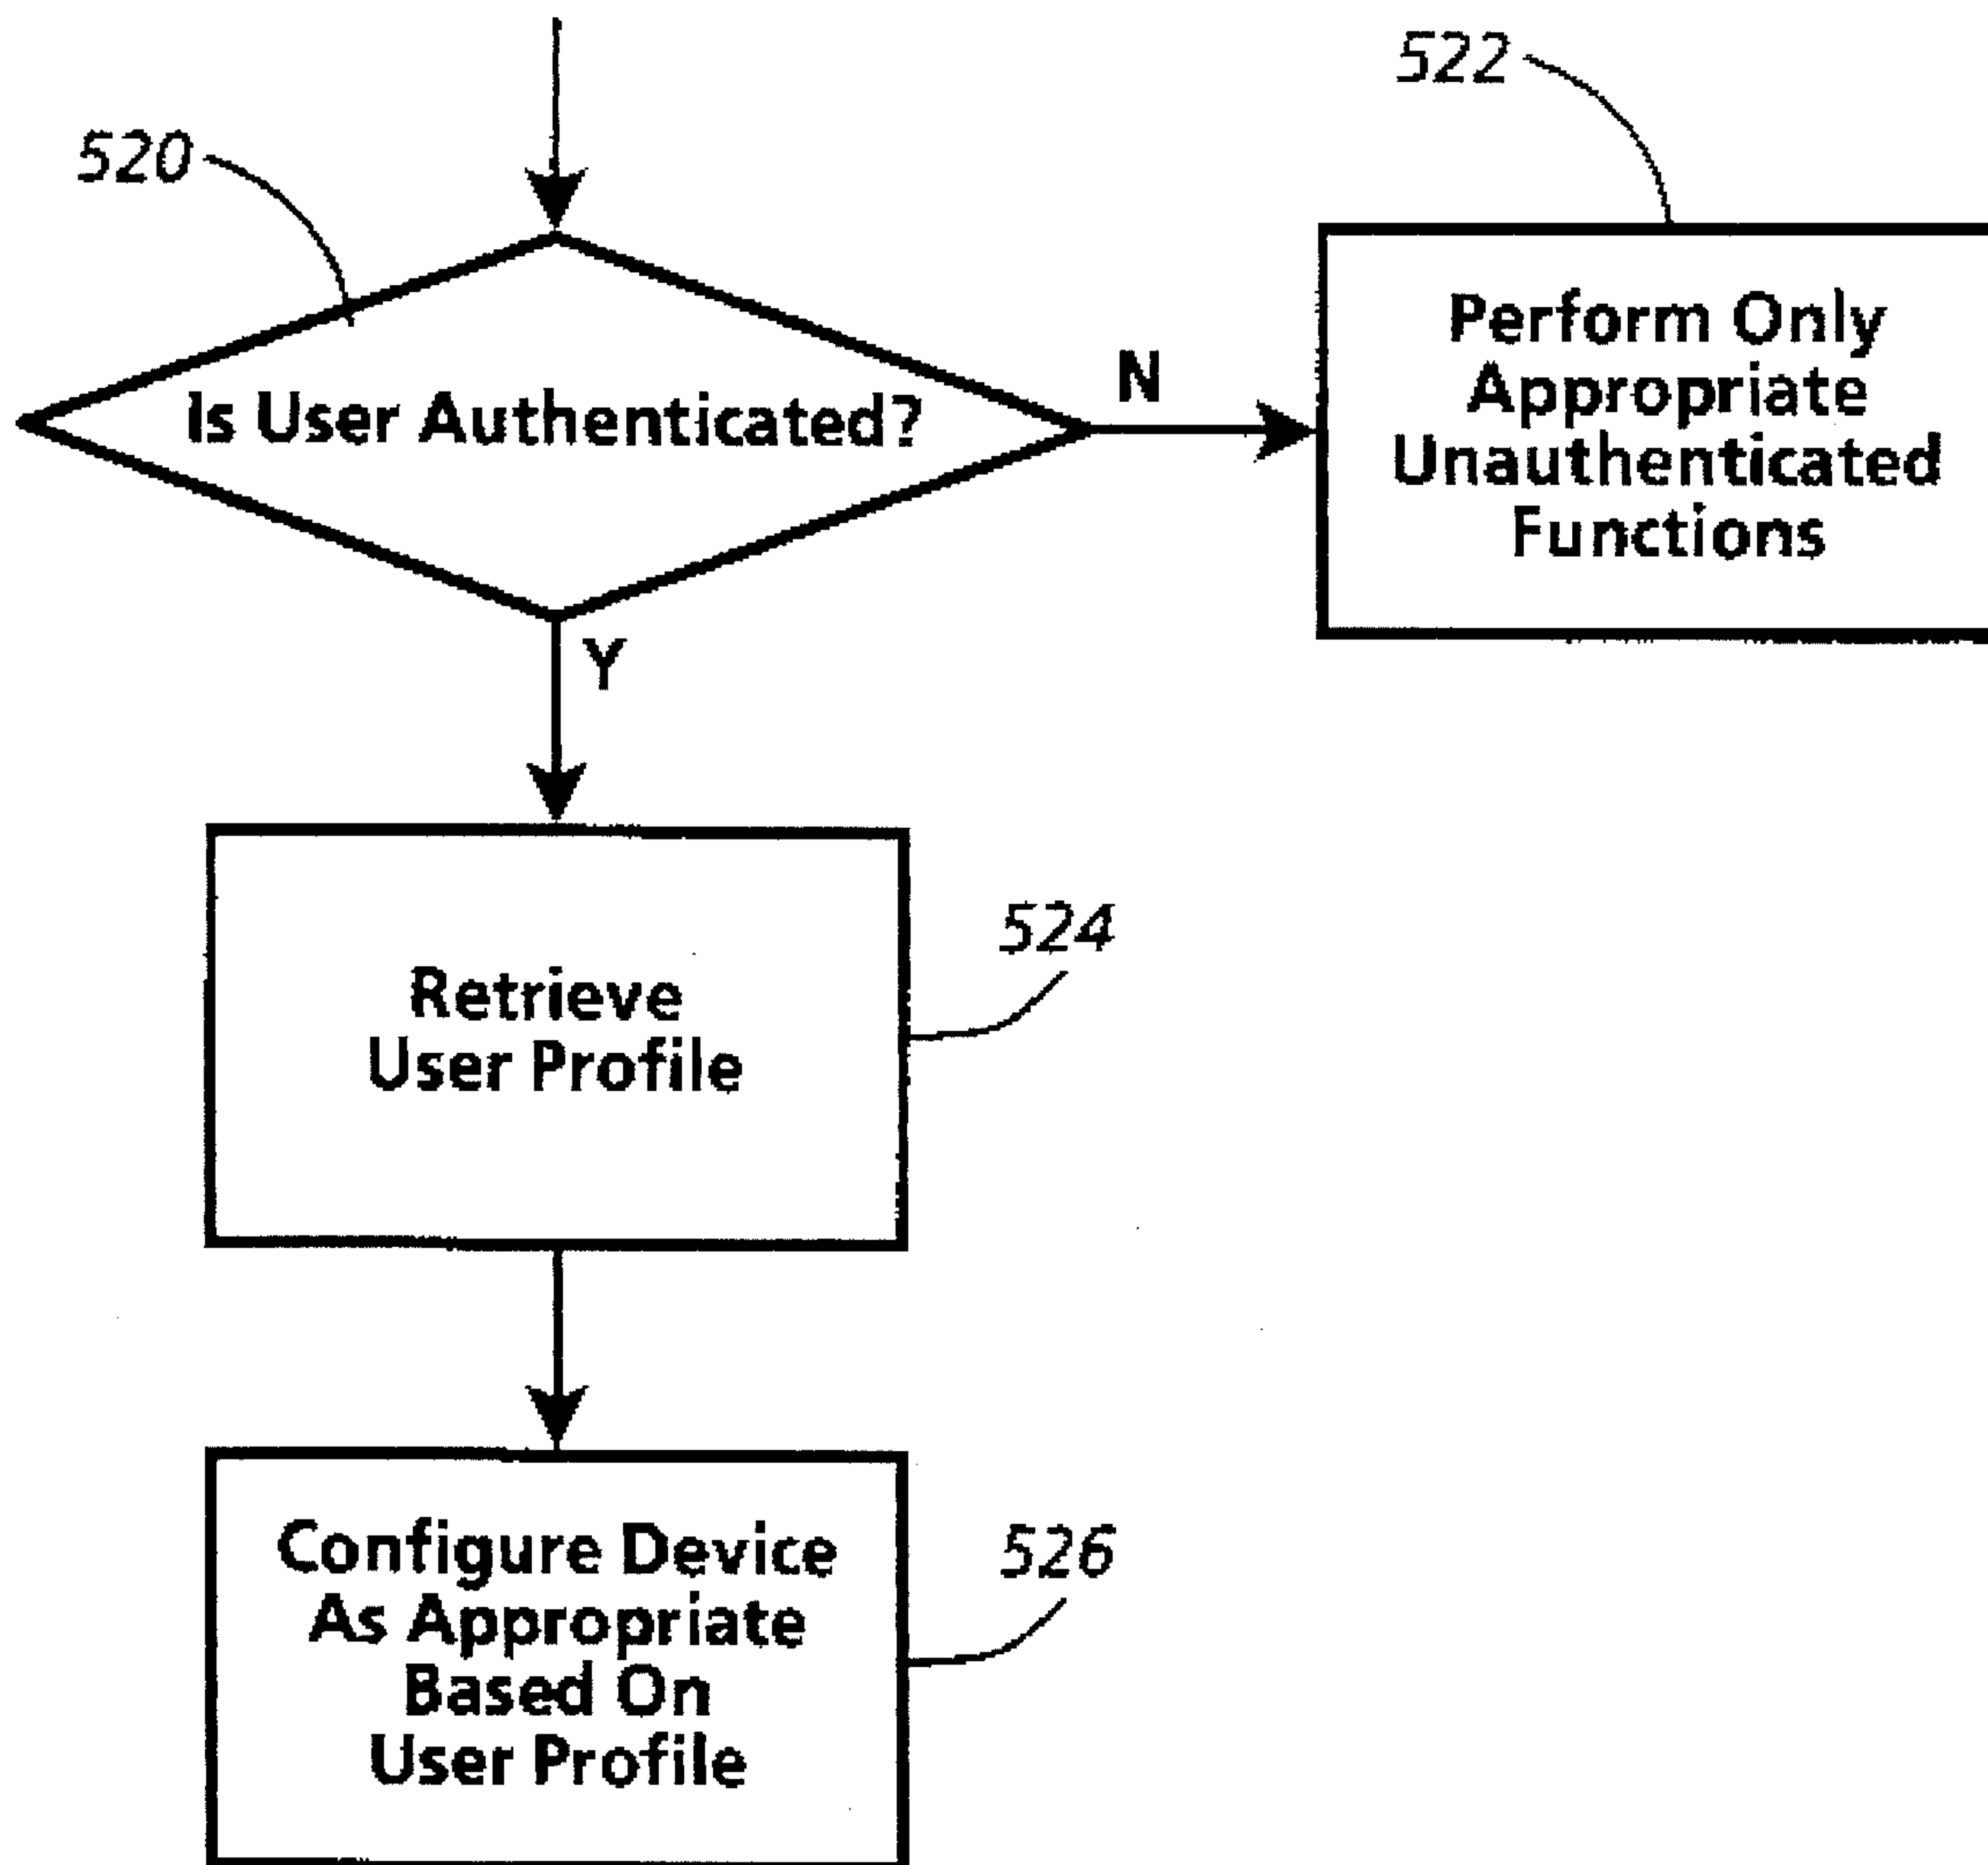 522
520
Is User Authenticated?
N
Perform Only
Appropriate
Unauthenticated
Functions
Y
Retrieve
User Profile
524
Configure Device
As Appropriate
Based On
User Profile
526